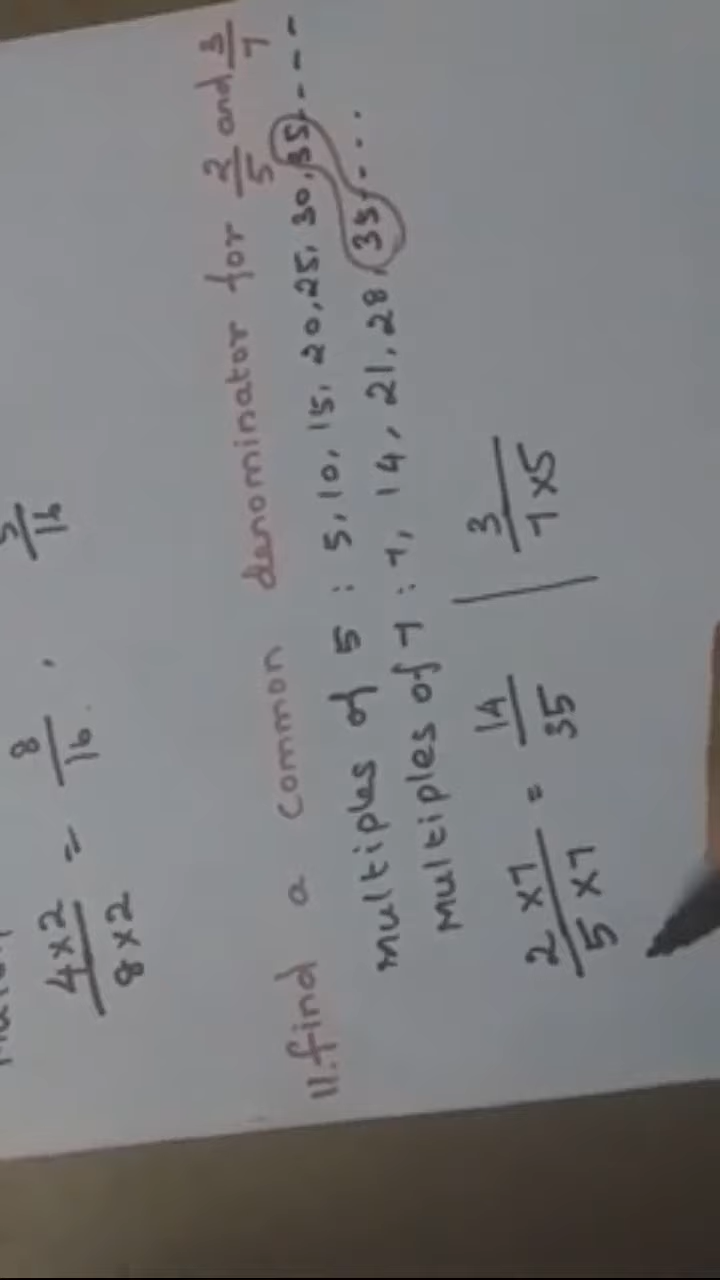 4×2/8×2 = 8/16 . 5/16
11. find a common denominator for 2/5 and 3/7
multiples of 5 : 5, 10, 15, 20, 25, 30, 35, - - - -
Multiples of 7 : 7, 14, 21, 28, 35, . . . .
2×7/5×7 = 14/35 | 3/7×5